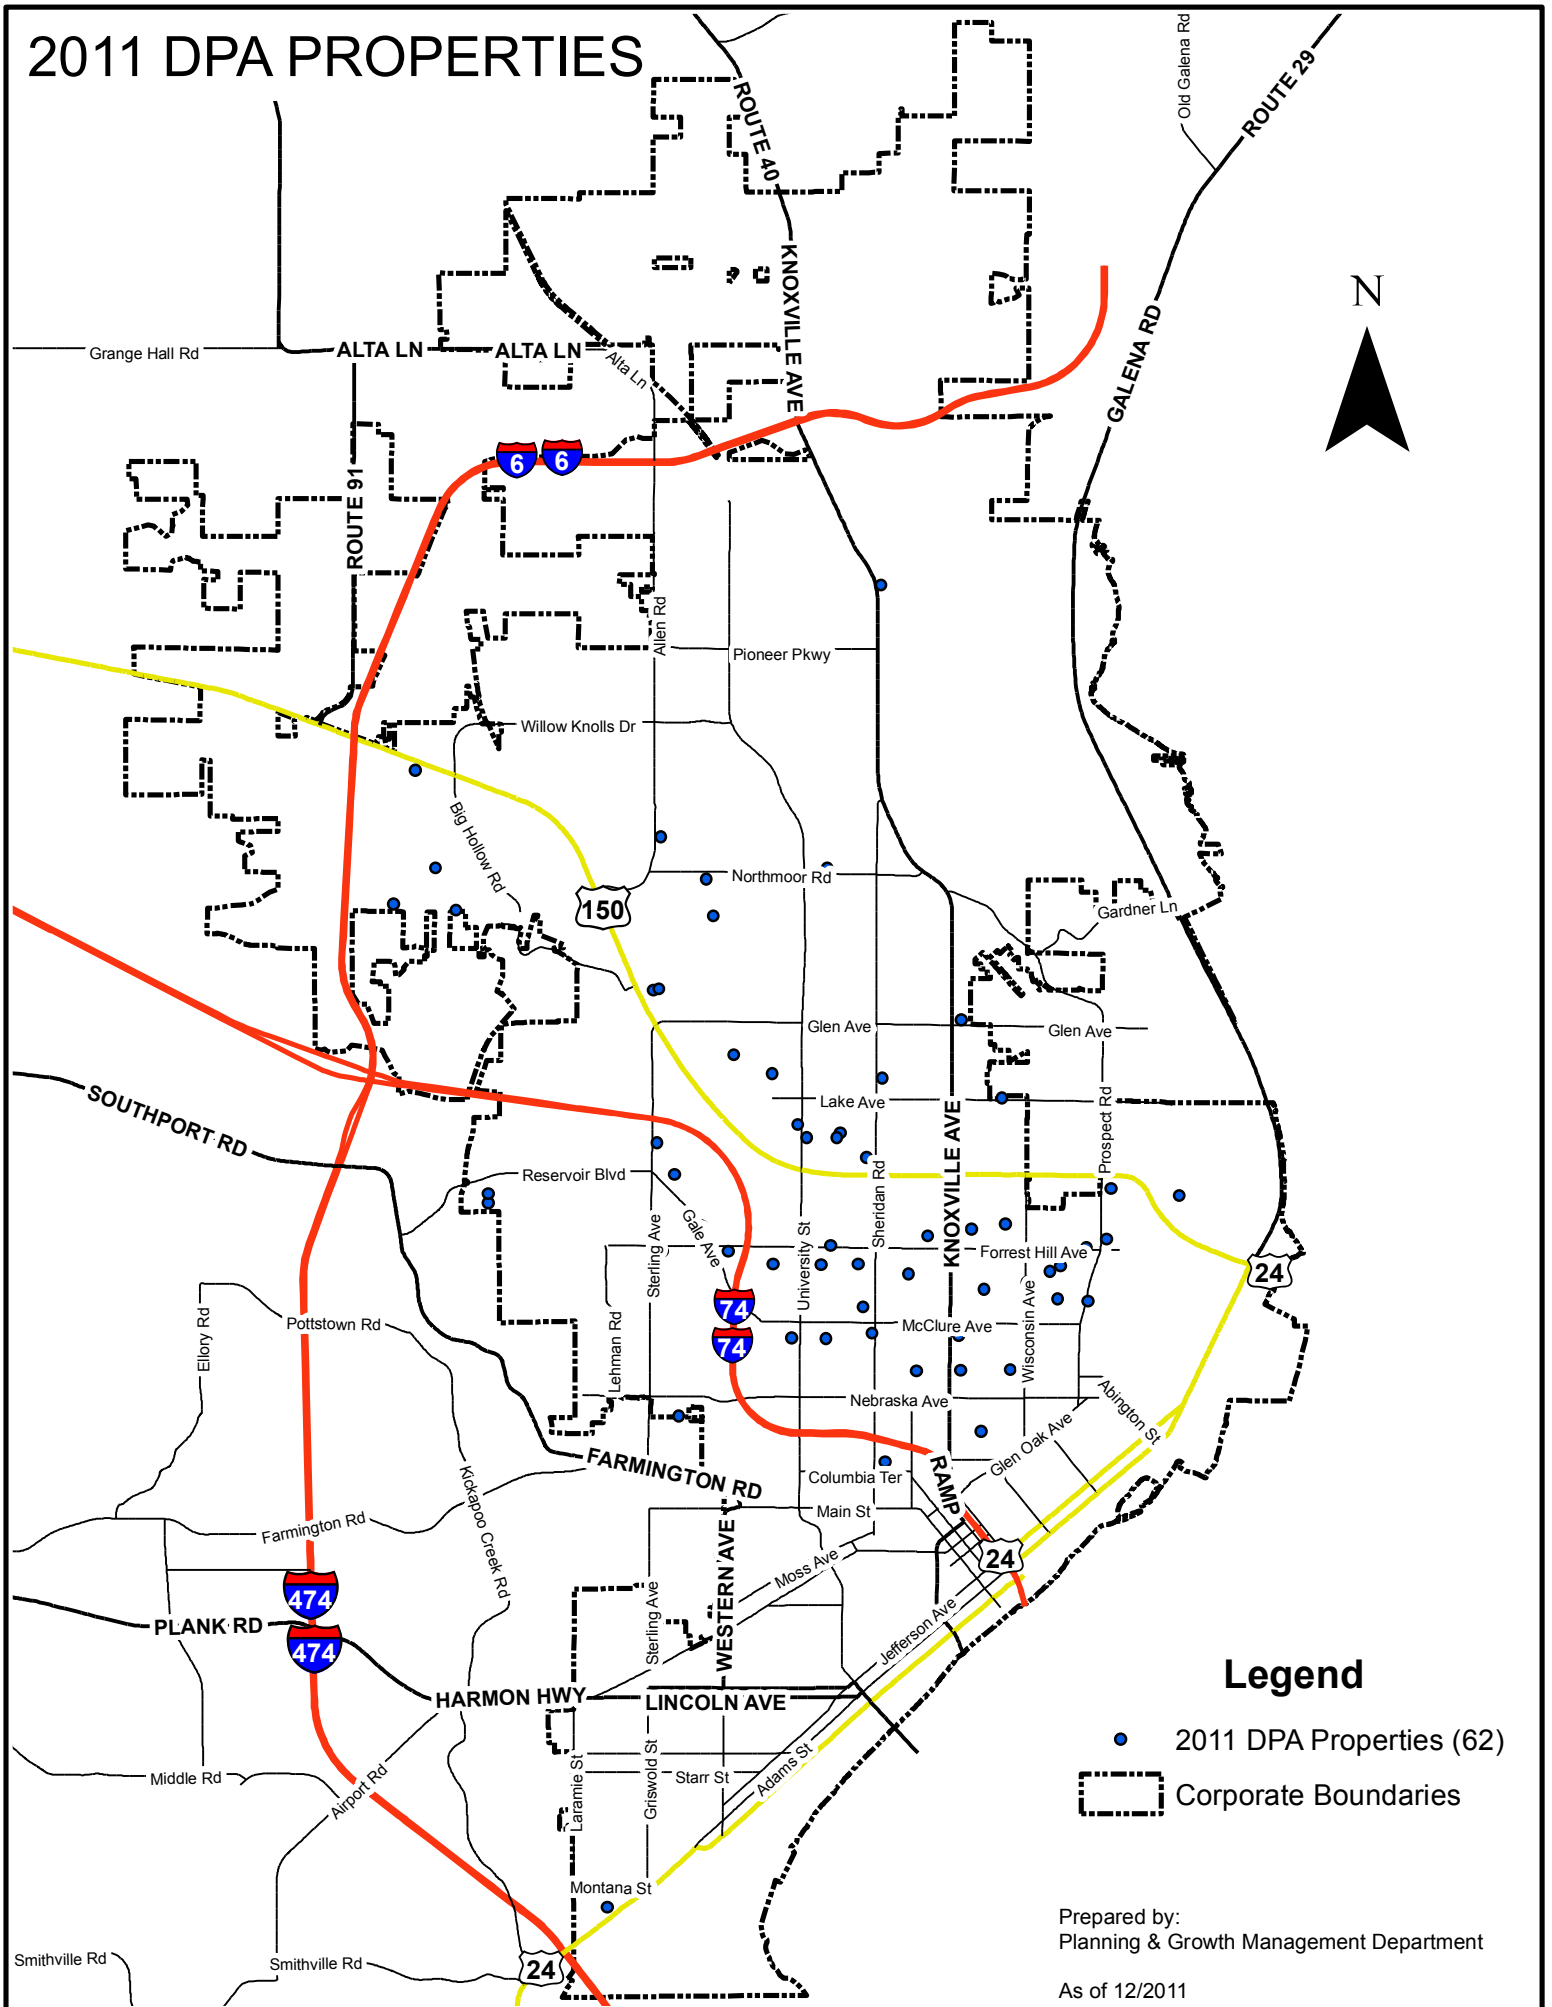 2011 DPA PROPERTIES
Old Galena Rd
ROUTE 29
ROUTE 40
N
KNOXVILLE AVE
GALENA RD
Grange Hall Rd
ALTA LN
ALTA LN
Alta Ln
6
6
ROUTE 91
Allen Rd
Pioneer Pkwy
Willow Knolls Dr
Big Hollow Rd
150
Northmoor Rd
Gardner Ln
Glen Ave
Glen Ave
SOUTHPORT RD
Lake Ave
KNOXVILLE AVE
Prospect Rd
Reservoir Blvd
Sheridan Rd
Sterling Ave
Gale Ave
University St
Forrest Hill Ave
24
Wisconsin Ave
74
74
McClure Ave
Ellory Rd
Pottstown Rd
Lehman Rd
Nebraska Ave
Abington St
Glen Oak Ave
FARMINGTON RD
Columbia Ter
RAMP
Main St
Kickapoo Creek Rd
Farmington Rd
WESTERN AVE
Moss Ave
24
474
Sterling Ave
Jefferson Ave
PLANK RD
474
Legend
HARMON HWY
LINCOLN AVE
2011 DPA Properties (62)
Middle Rd
Airport Rd
Laramie St
Griswold St
Starr St
Adams St
Corporate Boundaries
Montana St
Prepared by:
Planning & Growth Management Department
Smithville Rd
Smithville Rd
24
As of 12/2011